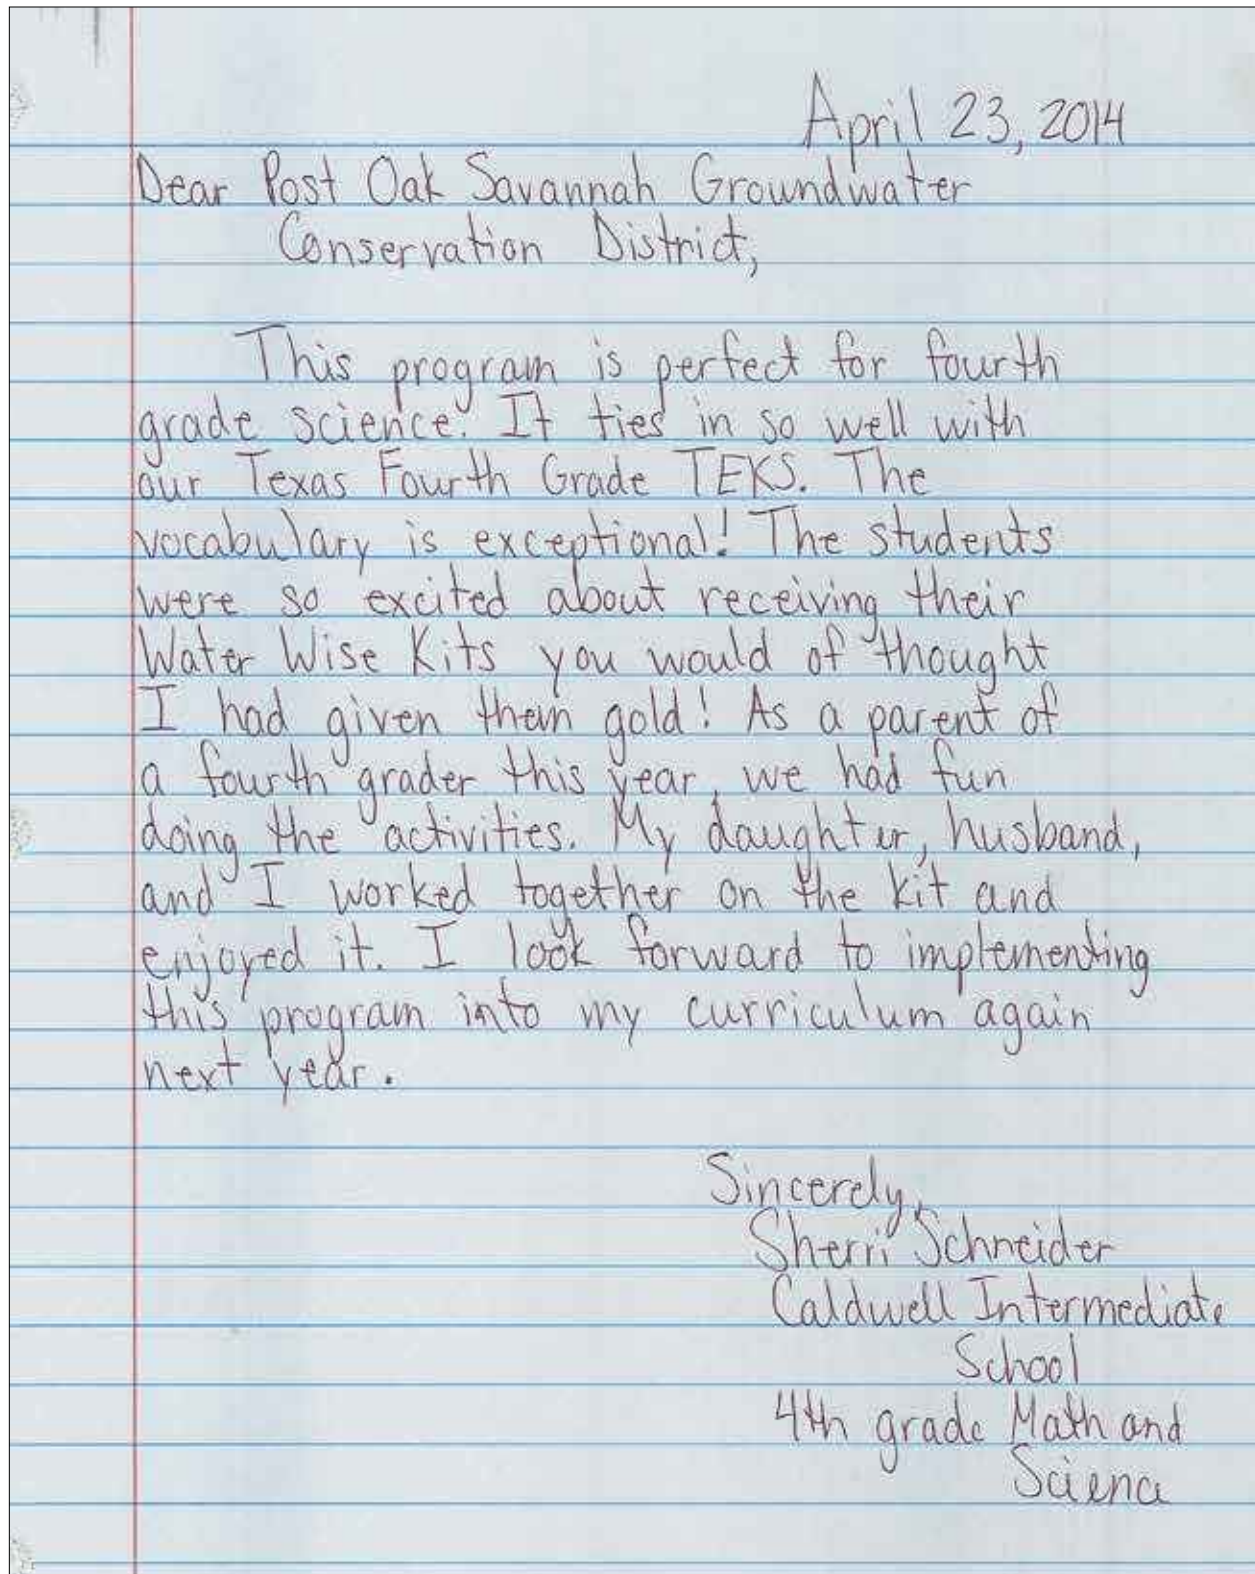 April 23, 2014
Dear Post Oak Savannah Groundwater
Conservation District,
This program is perfect for fourth
grade science. It ties in so well with
our Texas Fourth Grade TEKS. The
vocabulary is exceptional! The students
were so excited about receiving their
Water Wise Kits you would of thought
I had given them gold! As a parent of
a fourth grader this year, we had fun
doing the activities. My daughter, husband,
and I worked together on the kit and
enjoyed it. I look forward to implementing
this program into my curriculum again
next year.
Sincerely,
Sherri Schneider
Caldwell Intermediate
School
4th grade Math and
Science